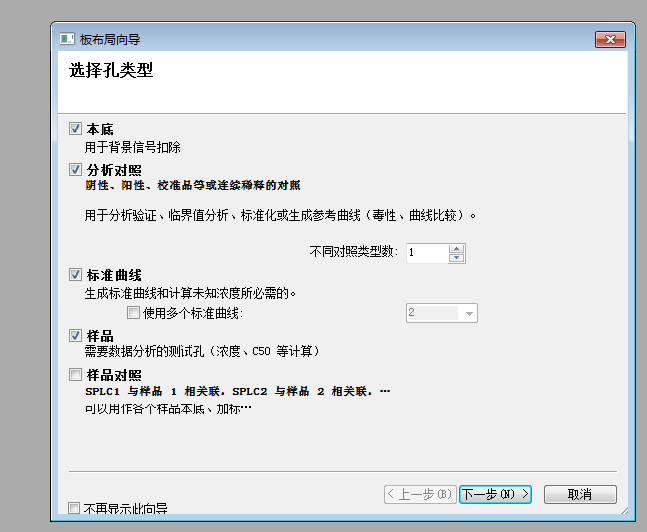 板布局向导
选择孔类型
本底
用于背景信号扣除
分析对照
阴性、阳性、校准品等或连续稀释的对照
用于分析验证、临界值分析、标准化或生成参考曲线（毒性、曲线比较）。
不同对照类型数: 1
标准曲线
生成标准曲线和计算未知浓度所必需的。
使用多个标准曲线: 2
样品
需要数据分析的测试孔（浓度、C50 等计算）
样品对照
SPLC1 与样品 1 相关联，SPLC2 与样品 2 相关联，…
可以用作各个样品本底、加标…
< 上一步(B) 下一步(N) > 取消
不再显示此向导